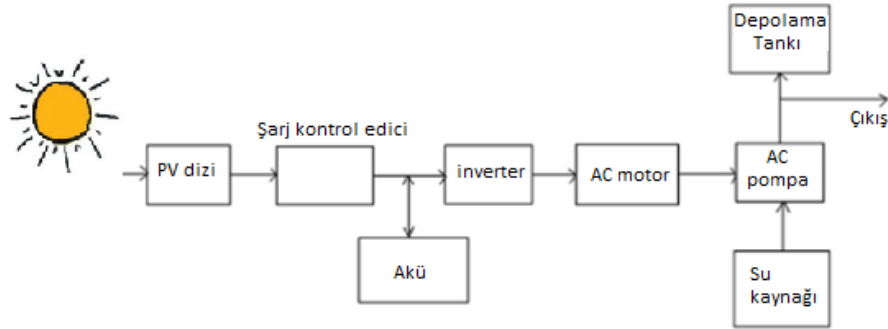 Depolama
Tankı
Çıkış
Şarj kontrol edici
PV dizi
inverter
AC motor
AC
pompa
Akü
Su
kaynağı